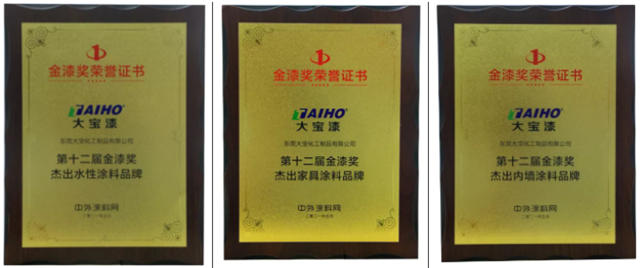 金漆奖荣誉证书
TAIHO
大宝漆
东莞大宝化工制品有限公司
第十二届金漆奖
杰出水性涂料品牌
中外涂料网
金漆奖荣誉证书
TAIHO
大宝漆
东莞大宝化工制品有限公司
第十二届金漆奖
杰出家具涂料品牌
中外涂料网
金漆奖荣誉证书
TAIHO
大宝漆
东莞大宝化工制品有限公司
第十二届金漆奖
杰出内墙涂料品牌
中外涂料网